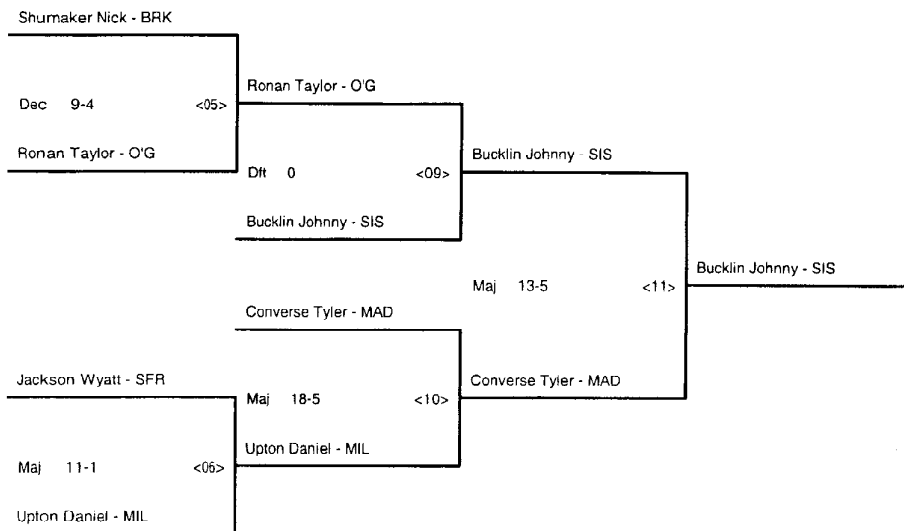 Shumaker Nick - BRK
Ronan Taylor - O'G
Dec 9-4 <05>
Bucklin Johnny - SIS
Ronan Taylor - O'G
Dft 0 <09>
Bucklin Johnny - SIS
Bucklin Johnny - SIS
Maj 13-5 <11>
Converse Tyler - MAD
Jackson Wyatt - SFR
Converse Tyler - MAD
Maj 18-5 <10>
Upton Daniel - MIL
Maj 11-1 <06>
Upton Daniel - MIL